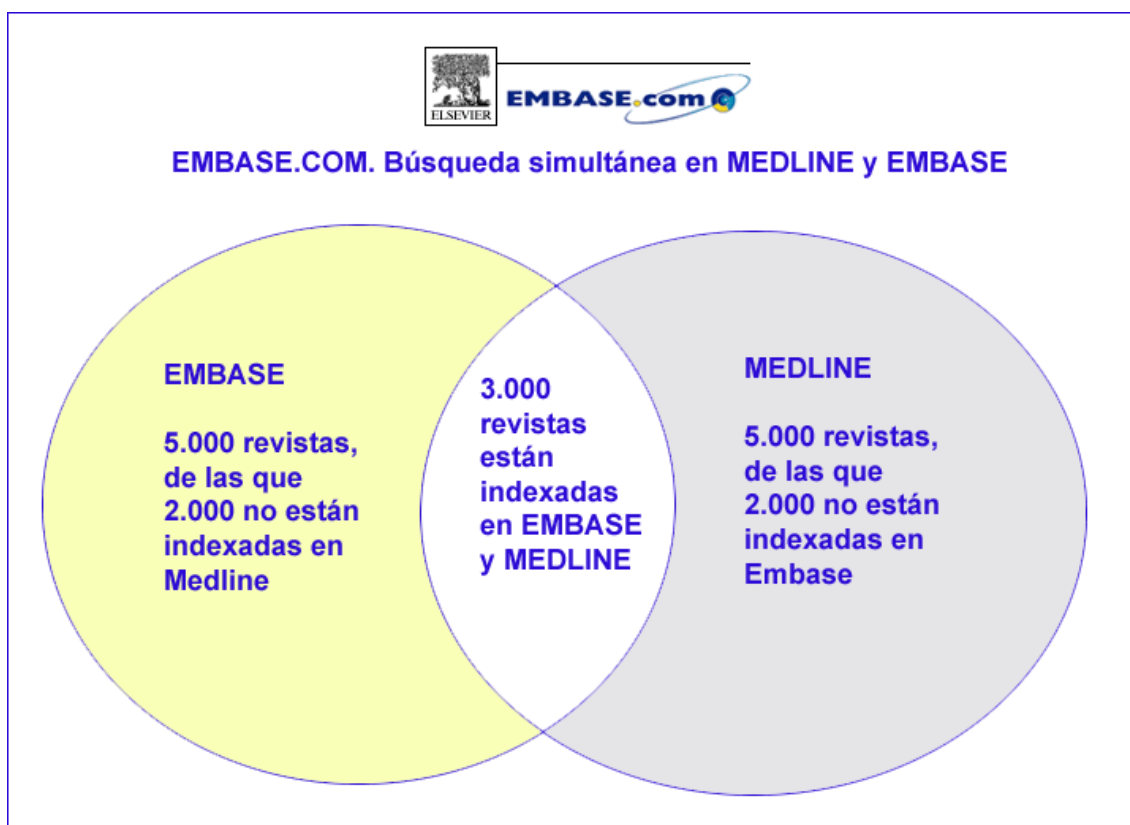 ELSEVIER
EMBASE.com
EMBASE.COM. Búsqueda simultánea en MEDLINE y EMBASE
EMBASE
5.000 revistas,
de las que
2.000 no están
indexadas en
Medline
3.000
revistas
están
indexadas
en EMBASE
y MEDLINE
MEDLINE
5.000 revistas,
de las que
2.000 no están
indexadas en
Embase